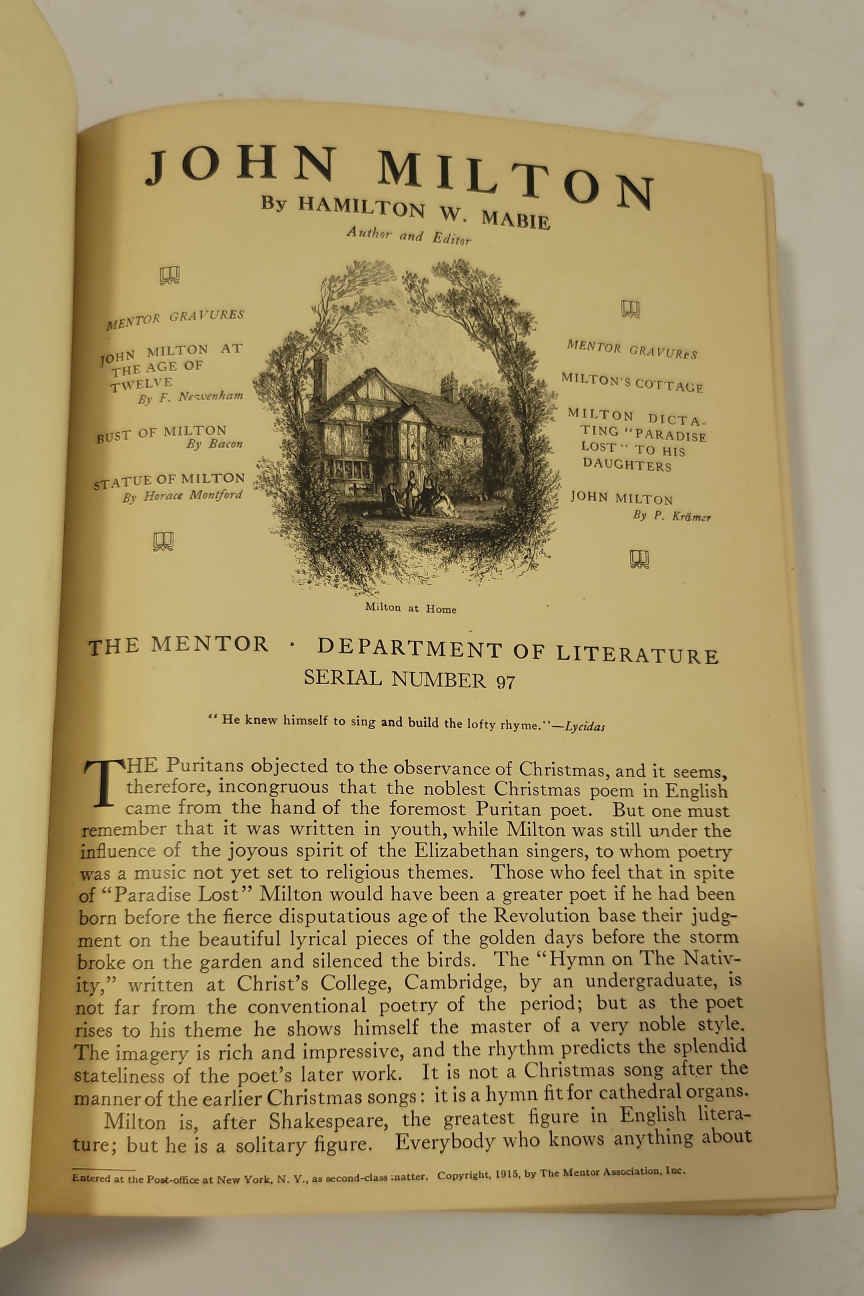 JOHN MILTON
By HAMILTON W. MABIE
Author and Editor
MENTOR GRAVURES
JOHN MILTON AT
THE AGE OF
TWELVE
By F. Newenham
BUST OF MILTON
By Bacon
STATUE OF MILTON
By Horace Montford
MENTOR GRAVURES
MILTON'S COTTAGE
MILTON DICTA-
TING "PARADISE
LOST" TO HIS
DAUGHTERS
JOHN MILTON
By P. Krämer
Milton at Home
THE MENTOR · DEPARTMENT OF LITERATURE
SERIAL NUMBER 97
"He knew himself to sing and build the lofty rhyme."—Lycidas
THE Puritans objected to the observance of Christmas, and it seems,
therefore, incongruous that the noblest Christmas poem in English
came from the hand of the foremost Puritan poet. But one must
remember that it was written in youth, while Milton was still under the
influence of the joyous spirit of the Elizabethan singers, to whom poetry
was a music not yet set to religious themes. Those who feel that in spite
of "Paradise Lost" Milton would have been a greater poet if he had been
born before the fierce disputatious age of the Revolution base their judg-
ment on the beautiful lyrical pieces of the golden days before the storm
broke on the garden and silenced the birds. The "Hymn on The Nativ-
ity," written at Christ's College, Cambridge, by an undergraduate, is
not far from the conventional poetry of the period; but as the poet
rises to his theme he shows himself the master of a very noble style.
The imagery is rich and impressive, and the rhythm predicts the splendid
stateliness of the poet's later work. It is not a Christmas song after the
manner of the earlier Christmas songs: it is a hymn fit for cathedral organs.
Milton is, after Shakespeare, the greatest figure in English litera-
ture; but he is a solitary figure. Everybody who knows anything about
Entered at the Post-office at New York, N. Y., as second-class matter. Copyright, 1915, by The Mentor Association, Inc.